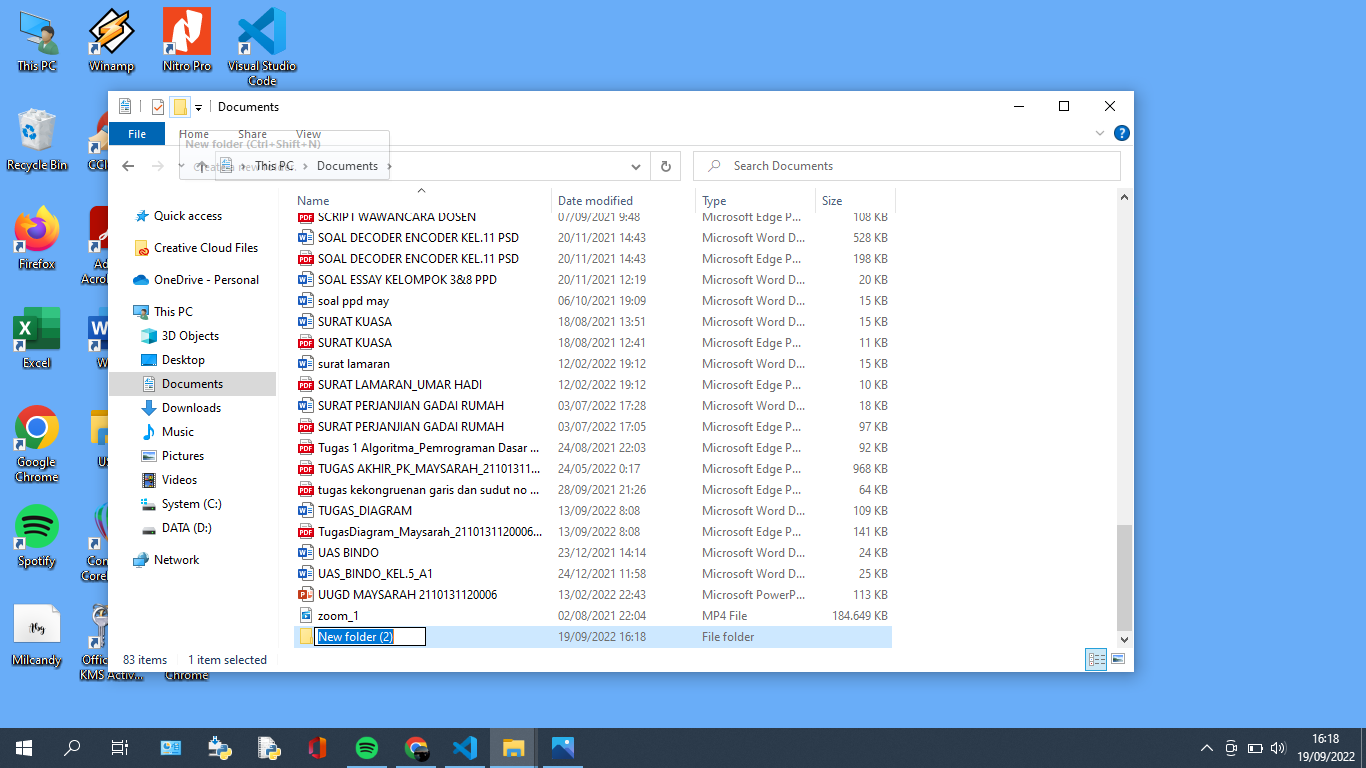 This PC
Winamp
Nitro Pro
Visual Studio
Code
Recycle Bin
Firefox
Excel
Google
Chrome
Spotify
Milcandy
Chrome
Documents
File
Home
Share
View
New folder (Ctrl+Shift+N)
This PC
Documents
Search Documents
Quick access
Creative Cloud Files
OneDrive - Personal
This PC
3D Objects
Desktop
Documents
Downloads
Music
Pictures
Videos
System (C:)
DATA (D:)
Network
Name Date modified Type Size
SCRIPT WAWANCARA DOSEN 07/09/2021 9:48 Microsoft Edge P... 108 KB
SOAL DECODER ENCODER KEL.11 PSD 20/11/2021 14:43 Microsoft Word D... 528 KB
SOAL DECODER ENCODER KEL.11 PSD 20/11/2021 14:43 Microsoft Edge P... 198 KB
SOAL ESSAY KELOMPOK 3&8 PPD 20/11/2021 12:19 Microsoft Word D... 20 KB
soal ppd may 06/10/2021 19:09 Microsoft Word D... 15 KB
SURAT KUASA 18/08/2021 13:51 Microsoft Word D... 15 KB
SURAT KUASA 18/08/2021 12:41 Microsoft Edge P... 11 KB
surat lamaran 12/02/2022 19:12 Microsoft Word D... 15 KB
SURAT LAMARAN_UMAR HADI 12/02/2022 19:12 Microsoft Edge P... 10 KB
SURAT PERJANJIAN GADAI RUMAH 03/07/2022 17:28 Microsoft Word D... 18 KB
SURAT PERJANJIAN GADAI RUMAH 03/07/2022 17:05 Microsoft Edge P... 97 KB
Tugas 1 Algoritma_Pemrograman Dasar ... 24/08/2021 22:03 Microsoft Edge P... 92 KB
TUGAS AKHIR_PK_MAYSARAH_21101311... 24/05/2022 0:17 Microsoft Edge P... 968 KB
tugas kekongruenan garis dan sudut no ... 28/09/2021 21:26 Microsoft Edge P... 64 KB
TUGAS_DIAGRAM 13/09/2022 8:08 Microsoft Word D... 109 KB
TugasDiagram_Maysarah_2110131120006... 13/09/2022 8:08 Microsoft Edge P... 141 KB
UAS BINDO 23/12/2021 14:14 Microsoft Word D... 24 KB
UAS_BINDO_KEL.5_A1 24/12/2021 11:58 Microsoft Word D... 25 KB
UUGD MAYSARAH 2110131120006 13/02/2022 22:43 Microsoft PowerP... 113 KB
zoom_1 02/08/2021 22:04 MP4 File 184.649 KB
New folder (2) 19/09/2022 16:18 File folder
83 items 1 item selected
16:18
19/09/2022